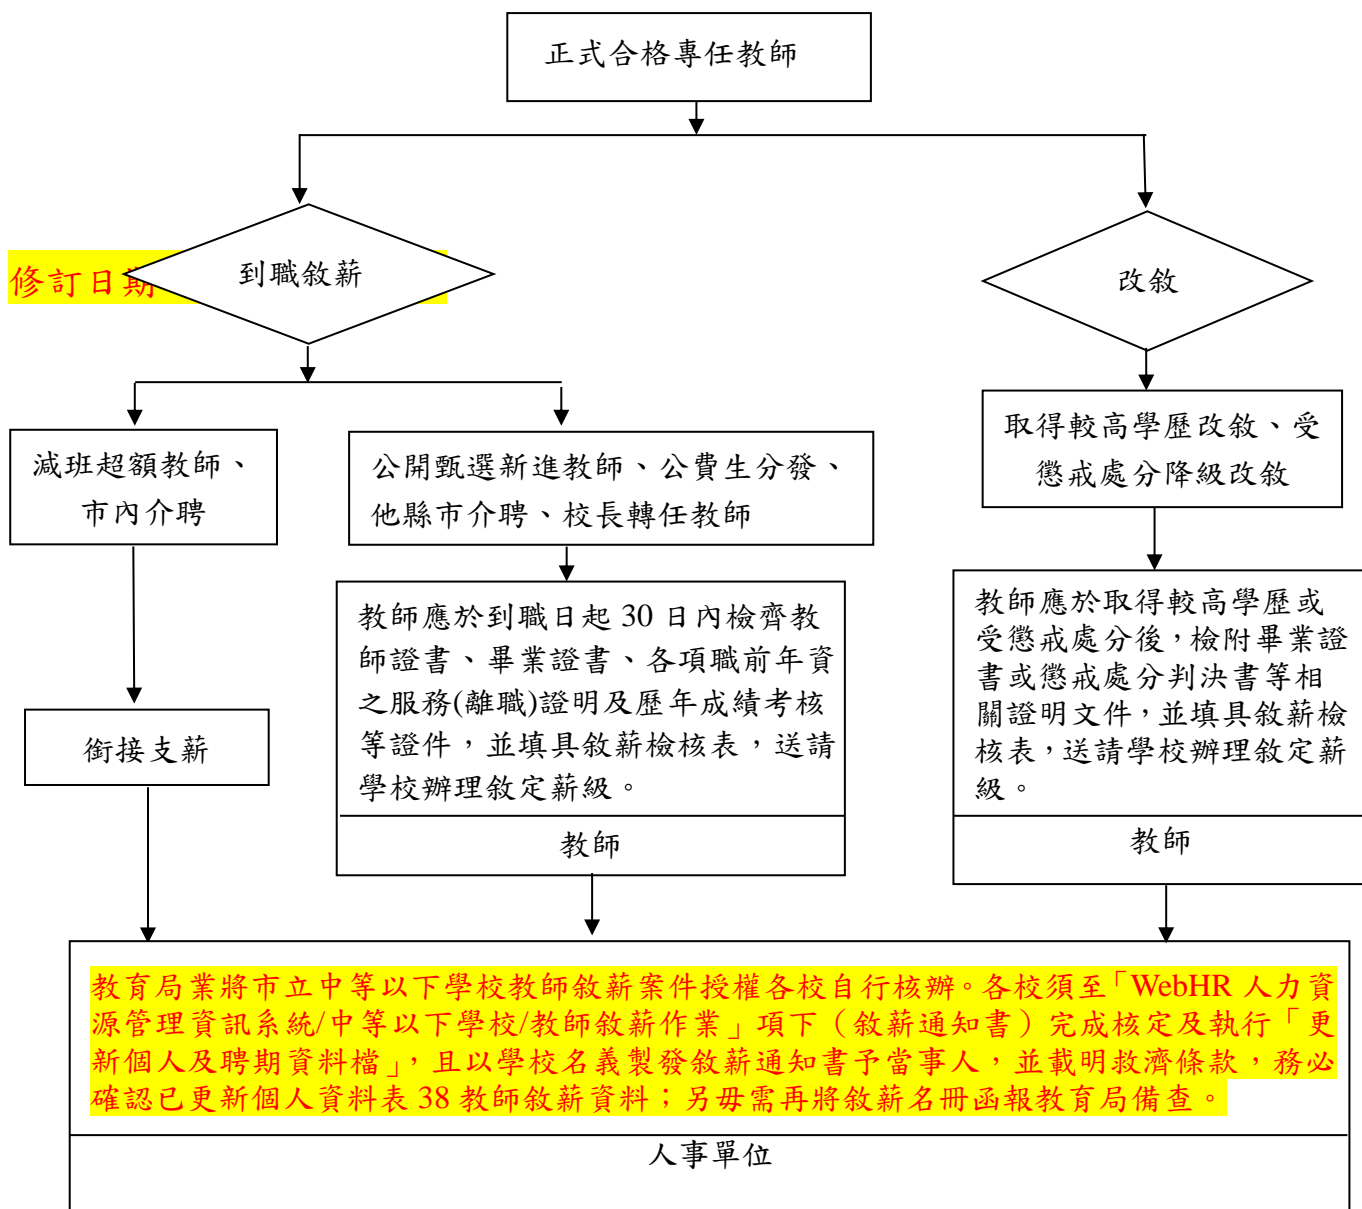 正式合格專任教師
修訂日期
到職敘薪
改敘
減班超額教師、
市內介聘
公開甄選新進教師、公費生分發、
他縣市介聘、校長轉任教師
取得較高學歷改敘、受
懲戒處分降級改敘
教師應於到職日起 30 日內檢齊教
師證書、畢業證書、各項職前年資
之服務(離職)證明及歷年成績考核
等證件，並填具敘薪檢核表，送請
學校辦理敘定薪級。
教師
教師應於取得較高學歷或
受懲戒處分後，檢附畢業證
書或懲戒處分判決書等相
關證明文件，並填具敘薪檢
核表，送請學校辦理敘定薪
級。
教師
銜接支薪
教育局業將市立中等以下學校教師敘薪案件授權各校自行核辦。各校須至「WebHR 人力資
源管理資訊系統/中等以下學校/教師敘薪作業」項下（敘薪通知書）完成核定及執行「更
新個人及聘期資料檔」，且以學校名義製發敘薪通知書予當事人，並載明救濟條款，務必
確認已更新個人資料表 38 教師敘薪資料；另毋需再將敘薪名冊函報教育局備查。
人事單位